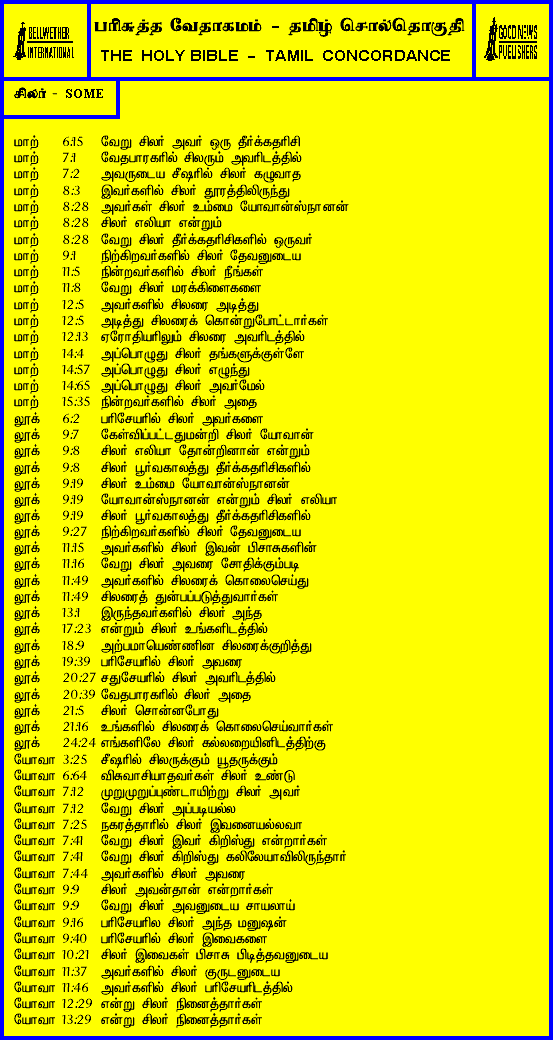 BELLWETHER
INTERNATIONAL
பரிசுத்த வேதாகமம் - தமிழ் சொல்தொகுதி
THE HOLY BIBLE - TAMIL CONCORDANCE
GOOD NEWS
PUBLISHERS
சிலர் - SOME
மாற் 6:15 வேறு சிலர் அவர் ஒரு தீர்க்கதரிசி
மாற் 7:1 வேதபாரகரில் சிலரும் அவரிடத்தில்
மாற் 7:2 அவருடைய சீஷரில் சிலர் கழுவாத
மாற் 8:3 இவர்களில் சிலர் தூரத்திலிருந்து
மாற் 8:28 அவர்கள் சிலர் உம்மை யோவான்ஸ்நானன்
மாற் 8:28 சிலர் எலியா என்றும்
மாற் 8:28 வேறு சிலர் தீர்க்கதரிசிகளில் ஒருவர்
மாற் 9:1 நிற்கிறவர்களில் சிலர் தேவனுடைய
மாற் 11:5 நின்றவர்களில் சிலர் நீங்கள்
மாற் 11:8 வேறு சிலர் மரக்கிளைகளை
மாற் 12:5 அவர்களில் சிலரை அடித்து
மாற் 12:5 அடித்து சிலரைக் கொன்றுபோட்டார்கள்
மாற் 12:13 ஏரோதியரிலும் சிலரை அவரிடத்தில்
மாற் 14:4 அப்பொழுது சிலர் தங்களுக்குள்ளே
மாற் 14:57 அப்பொழுது சிலர் எழுந்து
மாற் 14:65 அப்பொழுது சிலர் அவர்மேல்
மாற் 15:35 நின்றவர்களில் சிலர் அதை
லூக் 6:2 பரிசேயரில் சிலர் அவர்களை
லூக் 9:7 கேள்விப்பட்டதுமன்றி சிலர் யோவான்
லூக் 9:8 சிலர் எலியா தோன்றினான் என்றும்
லூக் 9:8 சிலர் பூர்வகாலத்து தீர்க்கதரிசிகளில்
லூக் 9:19 சிலர் உம்மை யோவான்ஸ்நானன்
லூக் 9:19 யோவான்ஸ்நானன் என்றும் சிலர் எலியா
லூக் 9:19 சிலர் பூர்வகாலத்து தீர்க்கதரிசிகளில்
லூக் 9:27 நிற்கிறவர்களில் சிலர் தேவனுடைய
லூக் 11:15 அவர்களில் சிலர் இவன் பிசாசுகளின்
லூக் 11:16 வேறு சிலர் அவரை சோதிக்கும்படி
லூக் 11:49 அவர்களில் சிலரைக் கொலைசெய்து
லூக் 11:49 சிலரைத் துன்பப்படுத்துவார்கள்
லூக் 13:1 இருந்தவர்களில் சிலர் அந்த
லூக் 17:23 என்றும் சிலர் உங்களிடத்தில்
லூக் 18:9 அற்பமாயெண்ணின சிலரைக்குறித்து
லூக் 19:39 பரிசேயரில் சிலர் அவரை
லூக் 20:27 சதுசேயரில் சிலர் அவரிடத்தில்
லூக் 20:39 வேதபாரகரில் சிலர் அதை
லூக் 21:5 சிலர் சொன்னபோது
லூக் 21:16 உங்களில் சிலரைக் கொலைசெய்வார்கள்
லூக் 24:24 எங்களிலே சிலர் கல்லறையினிடத்திற்கு
யோவா 3:25 சீஷரில் சிலருக்கும் யூதருக்கும்
யோவா 6:64 விசுவாசியாதவர்கள் சிலர் உண்டு
யோவா 7:12 முறுமுறுப்புண்டாயிற்று சிலர் அவர்
யோவா 7:12 வேறு சிலர் அப்படியல்ல
யோவா 7:25 நகரத்தாரில் சிலர் இவனையல்லவா
யோவா 7:41 வேறு சிலர் இவர் கிறிஸ்து என்றார்கள்
யோவா 7:41 வேறு சிலர் கிறிஸ்து கலிலேயாவிலிருந்தா‌ர்
யோவா 7:44 அவர்களில் சிலர் அவரை
யோவா 9:9 சிலர் அவன்தான் என்றார்கள்
யோவா 9:9 வேறு சிலர் அவனுடைய சாயலாய்
யோவா 9:16 பரிசேயரில சிலர் அந்த மனுஷன்
யோவா 9:40 பரிசேயரில் சிலர் இவைகளை
யோவா 10:21 சிலர் இவைகள் பிசாசு பிடித்தவனுடைய
யோவா 11:37 அவர்களில் சிலர் குருடனுடைய
யோவா 11:46 அவர்களில் சிலர் பரிசேயரிடத்தில்
யோவா 12:29 என்று சிலர் நினைத்தார்கள்
யோவா 13:29 என்று சிலர் நினைத்தார்கள்